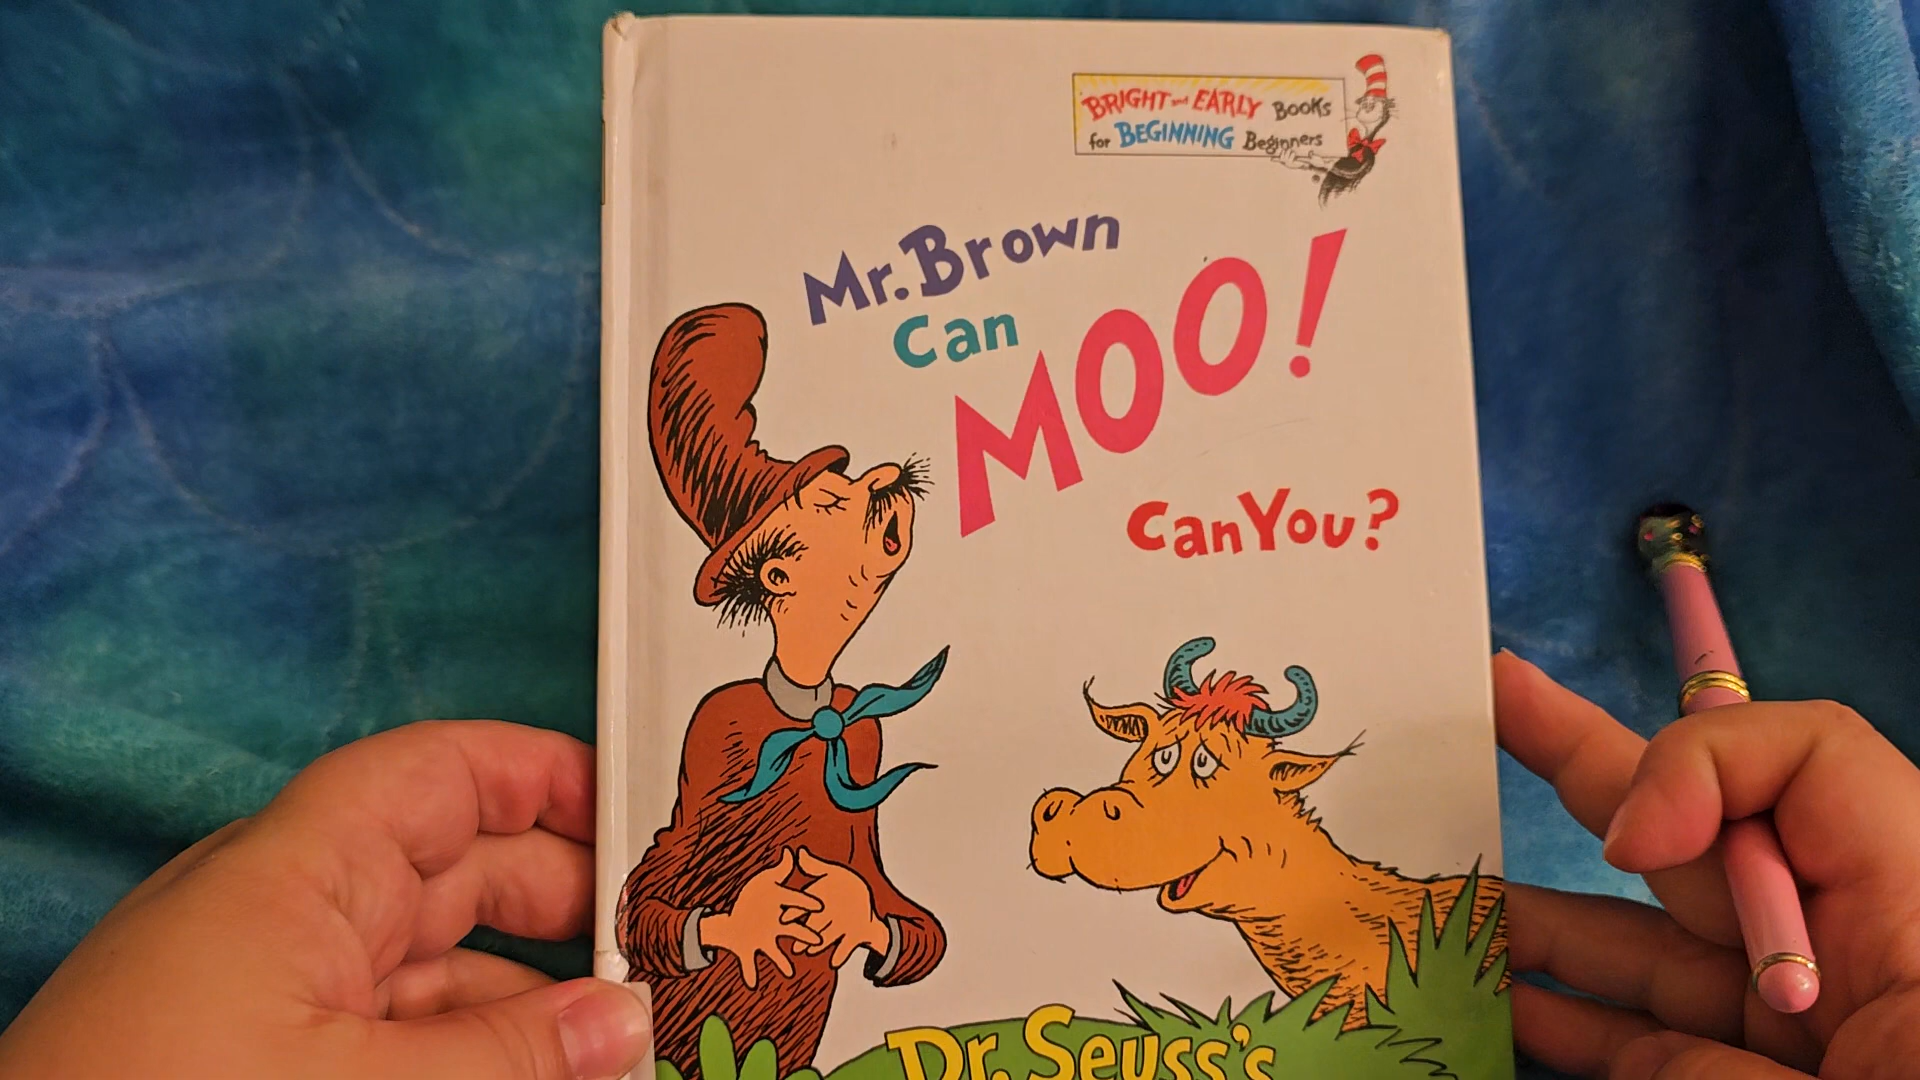 BRIGHT and EARLY BOOKS
for BEGINNING Beginners
Mr. Brown
Can
MOO!
Can You?
Dr. Seuss's